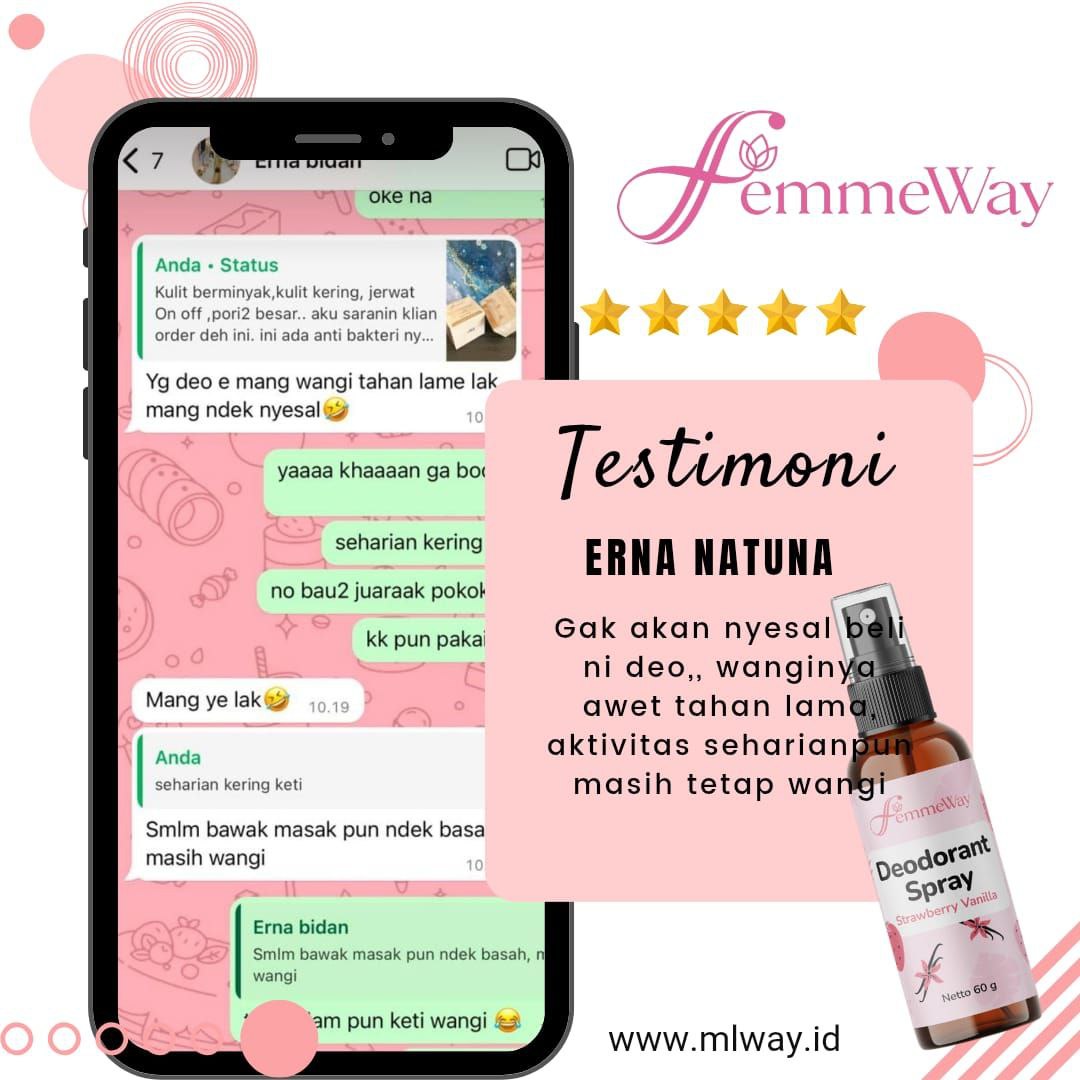 7 Erna bidan
oke na
Anda • Status
Kulit berminyak,kulit kering, jerwat
On off ,pori2 besar.. aku saranin klian
order deh ini. ini ada anti bakteri ny...
Yg deo e mang wangi tahan lame lak
mang ndek nyesal🤣
10
yaaaa khaaaan ga
seharian kering
no bau2 juaraak pokok
kk pun pakai
Mang ye lak🤣
10.19
Anda
seharian kering keti
Smlm bawak masak pun ndek basa
masih wangi
10
Erna bidan
Smlm bawak masak pun ndek basah, m
wangi
pun keti wangi 😂
FemmeWay
Testimoni
ERNA NATUNA
Gak akan nyesal beli
ni deo,, wanginya
awet tahan lama,
aktivitas seharianpun
masih tetap wangi
FemmeWay
Deodorant
Spray
Strawberry Vanilla
Netto 60 g
www.mlway.id